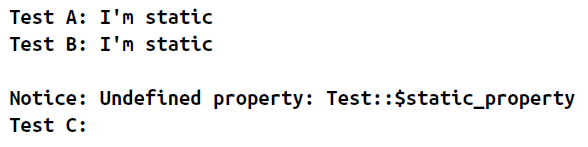 Test A: I'm static
Test B: I'm static
Notice: Undefined property: Test::$static_property
Test C: